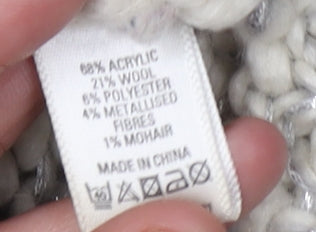 68% ACRYLIC
21% WOOL
6% POLYESTER
4% METALLISED
FIBRES
1% MOHAIR
MADE IN CHINA